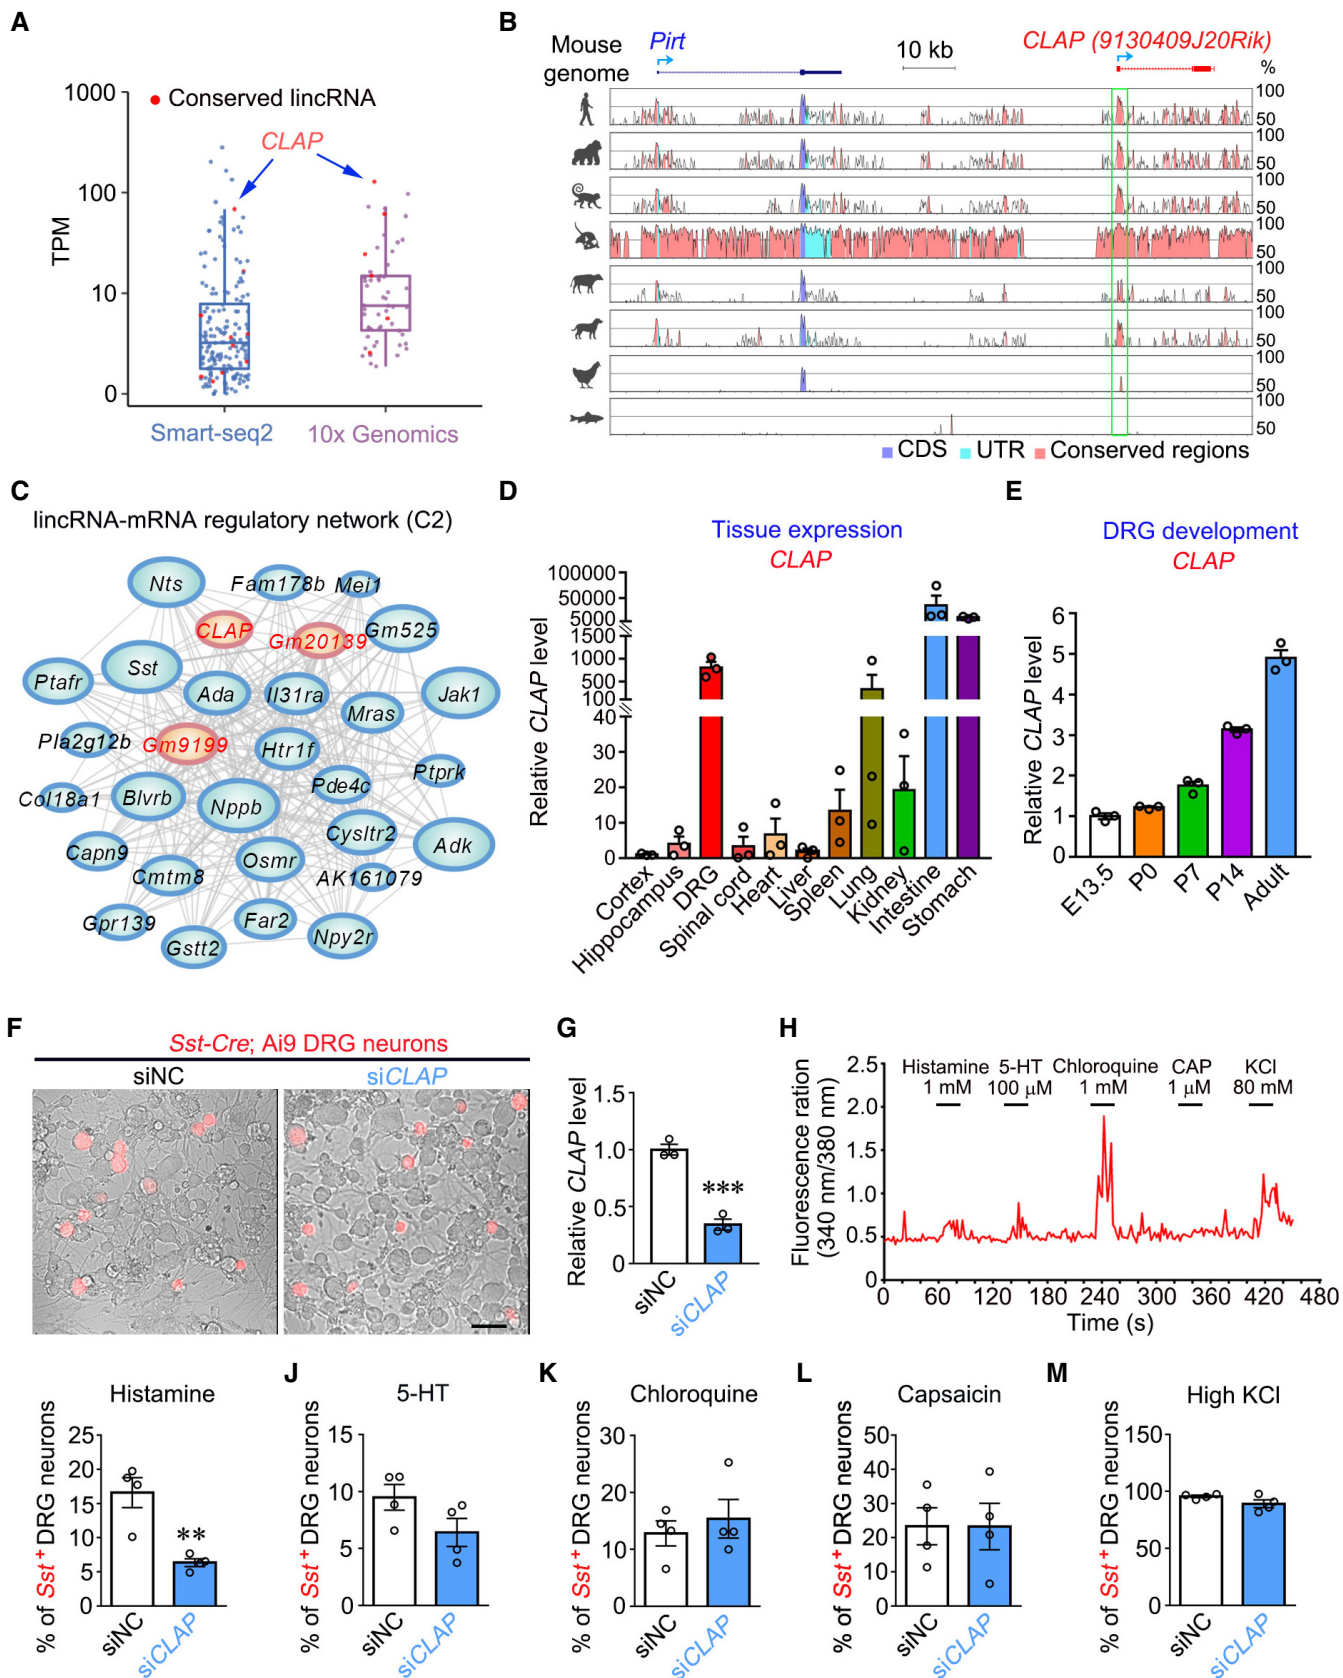 A
1000
100
10
0
TPM
Conserved lincRNA
CLAP
Smart-seq2
10x Genomics
B
Mouse
genome
Pirt
10 kb
CLAP (9130409J20Rik)
%
100
50
100
50
100
50
100
50
100
50
100
50
100
50
100
50
CDS
UTR
Conserved regions
C
lincRNA-mRNA regulatory network (C2)
Nts
Fam178b
Mei1
CLAP
Gm20139
Gm525
Sst
Ptafr
Ada
Il31ra
Jak1
Mras
Pla2g12b
Gm9199
Htr1f
Ptprk
Pde4c
Col18a1
Blvrb
Nppb
Cysltr2
Adk
Capn9
Osmr
Cmtm8
AK161079
Gpr139
Far2
Gstt2
Npy2r
D
Tissue expression
CLAP
Relative CLAP level
100000
50000
5000
1500
1000
500
100
40
30
20
10
0
Cortex
Hippocampus
DRG
Spinal cord
Heart
Liver
Spleen
Lung
Kidney
Intestine
Stomach
E
DRG development
CLAP
Relative CLAP level
6
5
4
3
2
1
0
E13.5
P0
P7
P14
Adult
F
Sst-Cre; Ai9 DRG neurons
siNC
siCLAP
G
Relative CLAP level
1.5
1.0
0.5
0
***
siNC
siCLAP
H
Fluorescence ration
(340 nm/380 nm)
2.5
2.0
1.5
1.0
0.5
0
Histamine
1 mM
5-HT
100 µM
Chloroquine
1 mM
CAP
1 µM
KCl
80 mM
0
60
120
180
240
300
360
420
480
Time (s)
Histamine
% of Sst+ DRG neurons
25
20
15
10
5
0
**
siNC
siCLAP
J
5-HT
% of Sst+ DRG neurons
15
10
5
0
siNC
siCLAP
K
Chloroquine
% of Sst+ DRG neurons
30
20
10
0
siNC
siCLAP
L
Capsaicin
% of Sst+ DRG neurons
50
40
30
20
10
0
siNC
siCLAP
M
High KCl
% of Sst+ DRG neurons
150
100
50
0
siNC
siCLAP